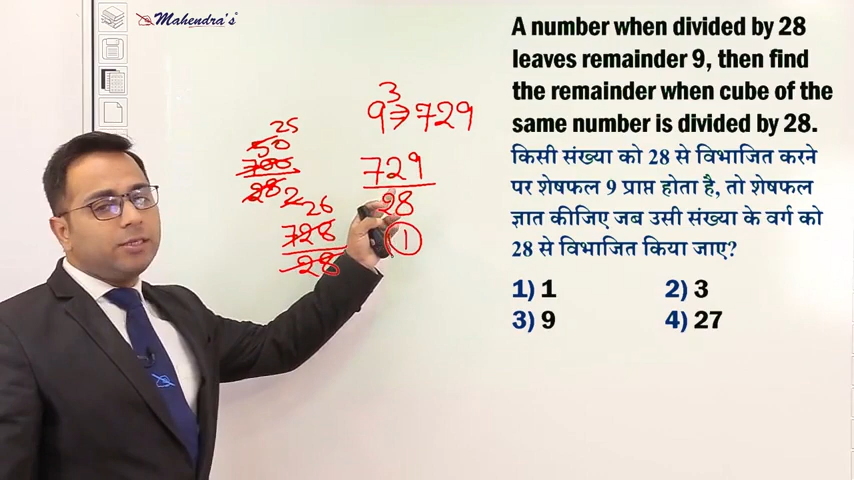 Mahendra's
A number when divided by 28
leaves remainder 9, then find
the remainder when cube of the
same number is divided by 28.
किसी संख्या को 28 से विभाजित करने
पर शेषफल 9 प्राप्त होता है, तो शेषफल
ज्ञात कीजिए जब उसी संख्या के वर्ग को
28 से विभाजित किया जाए?
1) 1
2) 3
3) 9
4) 27
9³ ⇒ 729
729
28
1
25
50
700
28 2
26
728
28